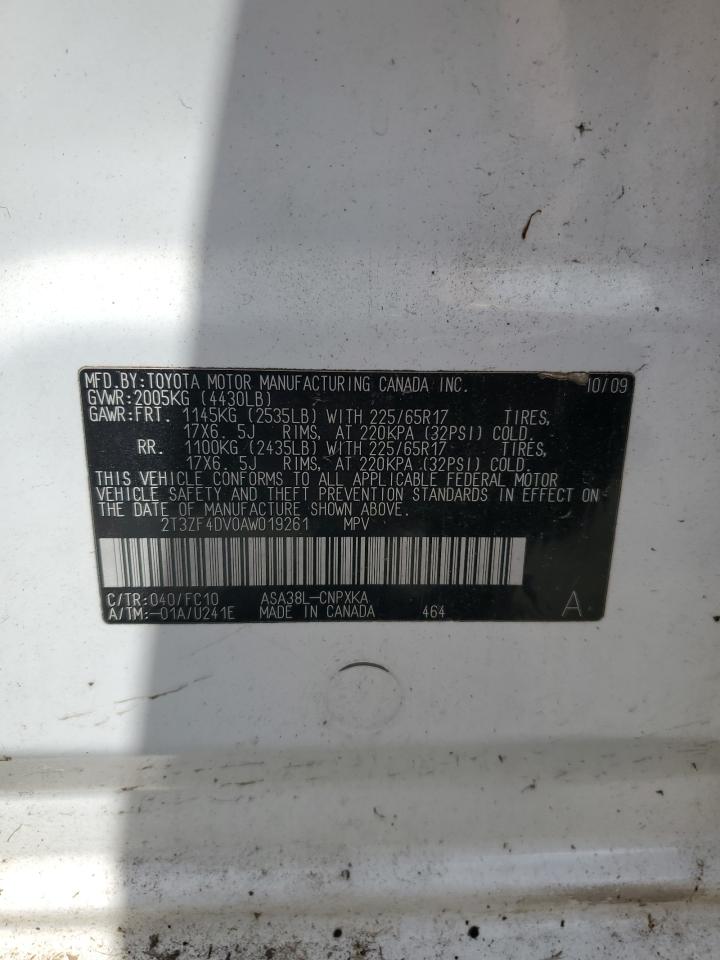 MFD.BY:TOYOTA MOTOR MANUFACTURING CANADA INC. 10/09
GVWR:2005KG (4430LB)
GAWR:FRT. 1145KG (2535LB) WITH 225/65R17 TIRES,
17X6. 5J RIMS, AT 220KPA (32PSI) COLD.
RR. 1100KG (2435LB) WITH 225/65R17 TIRES,
17X6. 5J RIMS, AT 220KPA (32PSI) COLD.
THIS VEHICLE CONFORMS TO ALL APPLICABLE FEDERAL MOTOR
VEHICLE SAFETY AND THEFT PREVENTION STANDARDS IN EFFECT ON
THE DATE OF MANUFACTURE SHOWN ABOVE.
2T3ZF4DV0AW019261 MPV
C/TR:040/FC10 ASA38L-CNPXKA
A/TM:-01A/U241E MADE IN CANADA 464 A